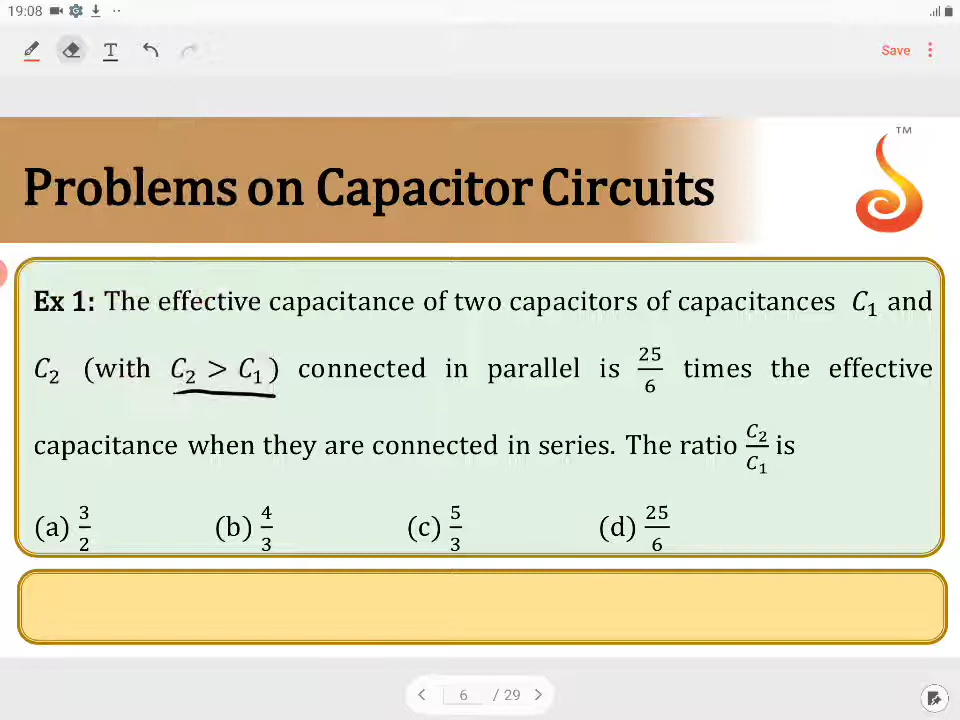 19:08
T
Save
TM
Problems on Capacitor Circuits
Ex 1: The effective capacitance of two capacitors of capacitances C₁ and
C₂ (with C₂ > C₁) connected in parallel is 25/6 times the effective
capacitance when they are connected in series. The ratio C₂/C₁ is
(a) 3/2 (b) 4/3 (c) 5/3 (d) 25/6
6 / 29